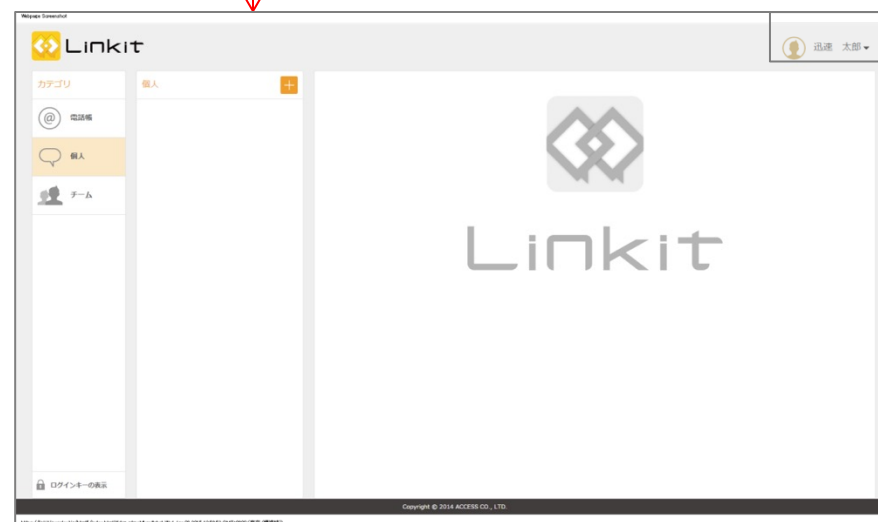 Webpage Screenshot
Linkit
迅速 太郎
カテゴリ
個人
電話帳
個人
チーム
Linkit
ログインキーの表示
Copyright © 2014 ACCESS CO., LTD.